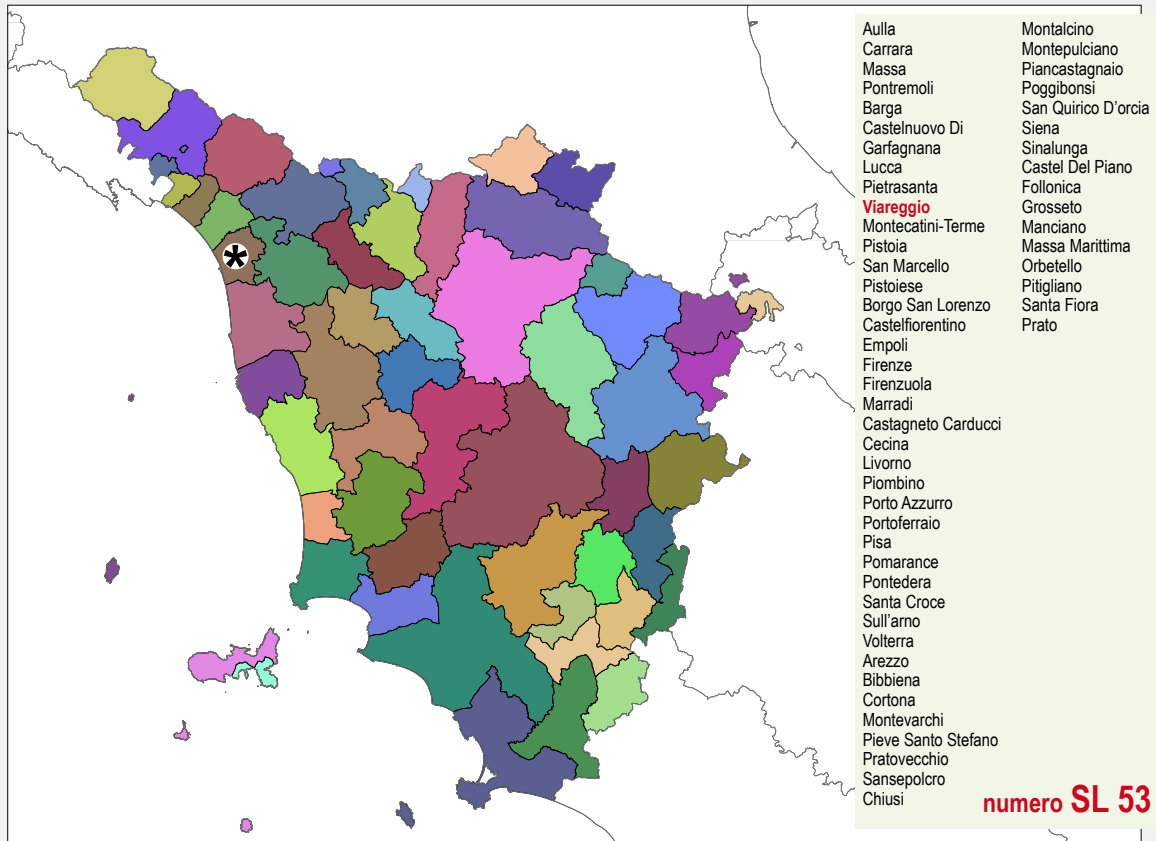 Aulla
Carrara
Massa
Pontremoli
Barga
Castelnuovo Di
Garfagnana
Lucca
Pietrasanta
Viareggio
Montecatini-Terme
Pistoia
San Marcello
Pistoiese
Borgo San Lorenzo
Castelfiorentino
Empoli
Firenze
Firenzuola
Marradi
Castagneto Carducci
Cecina
Livorno
Piombino
Porto Azzurro
Portoferraio
Pisa
Pomarance
Pontedera
Santa Croce
Sull'arno
Volterra
Arezzo
Bibbiena
Cortona
Montevarchi
Pieve Santo Stefano
Pratovecchio
Sansepolcro
Chiusi
Montalcino
Montepulciano
Piancastagnaio
Poggibonsi
San Quirico D'orcia
Siena
Sinalunga
Castel Del Piano
Follonica
Grosseto
Manciano
Massa Marittima
Orbetello
Pitigliano
Santa Fiora
Prato
numero SL 53
*